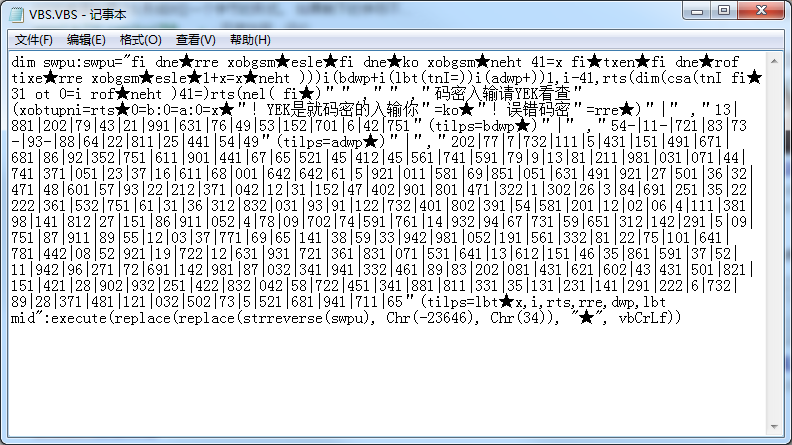 VBS.VBS - 记事本
文件(F) 编辑(E) 格式(O) 查看(V) 帮助(H)
dim swpu:swpu="fi dne★rre xobgsm★esle★fi dne★ko xobgsm★neht 41=x fi★txen★fi dne★rof
tixe★rre xobgsm★esle★1+x=x★neht )))i(bdwp+i(lbt(tnI=))i(adwp+))1,i-41,rts(dim(csa(tnI fi★
31 ot 0=i rof★neht )41=)rts(nel( fi★)＂＂,＂＂,＂码密入输请YEK看查＂
(xobtupni=rts★0=b:0=a:0=x★＂！YEK是就码密的入输你＂=ko★＂！误错码密＂=rre★)＂|＂,＂13|
881|202|79|43|21|991|631|76|49|53|152|701|6|42|751＂(tilps=bdwp★)＂|＂,＂54-|11-|721|83|73
-|93-|88|64|22|811|25|441|54|49＂(tilps=adwp★)＂|＂,＂202|77|7|732|111|5|431|151|491|671|
681|86|92|352|751|611|901|441|67|65|521|45|412|45|561|741|591|79|9|13|81|211|981|031|071|44|
741|371|051|23|37|16|611|68|001|642|642|61|5|921|011|581|69|851|051|631|491|921|27|501|36|32|
471|48|601|57|93|22|212|371|042|12|31|152|47|402|901|801|471|322|1|302|26|3|84|691|251|35|22|
222|361|532|751|61|31|36|312|832|031|93|91|122|732|401|802|391|54|581|201|12|02|06|4|111|381|
98|141|812|27|151|86|911|052|4|78|09|702|74|591|761|14|932|94|67|731|59|651|312|142|291|5|09|
751|87|911|89|55|12|03|37|771|69|65|141|38|59|33|942|981|052|191|561|332|81|22|75|101|641|
781|442|08|52|921|19|722|12|631|931|721|361|831|071|531|641|13|612|151|46|35|861|591|37|52|
11|942|96|271|72|691|142|981|87|032|341|941|332|461|89|83|202|081|431|621|602|43|431|501|821|
151|421|28|902|932|251|422|832|042|58|722|451|341|881|811|331|35|131|231|141|291|222|6|732|
89|28|371|481|121|032|502|73|5|521|681|941|711|65＂(tilps=lbt★x,i,rts,rre,dwp,lbt
mid":execute(replace(replace(strreverse(swpu), Chr(-23646), Chr(34)), "★", vbCrLf))